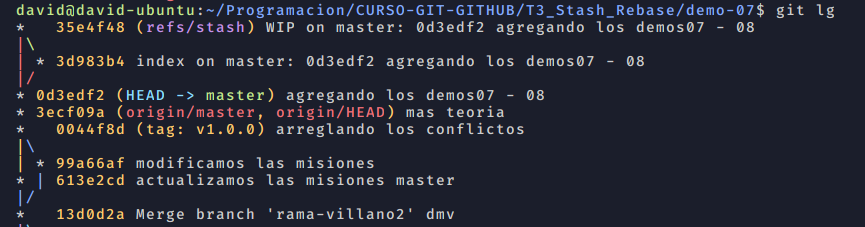 david@david-ubuntu:~/Programacion/CURSO-GIT-GITHUB/T3_Stash_Rebase/demo-07$ git lg
*   35e4f48 (refs/stash) WIP on master: 0d3edf2 agregando los demos07 - 08
|\
| * 3d983b4 index on master: 0d3edf2 agregando los demos07 - 08
|/
* 0d3edf2 (HEAD -> master) agregando los demos07 - 08
* 3ecf09a (origin/master, origin/HEAD) mas teoria
*   0044f8d (tag: v1.0.0) arreglando los conflictos
|\
| * 99a66af modificamos las misiones
* | 613e2cd actualizamos las misiones master
|/
*   13d0d2a Merge branch 'rama-villano2' dmv